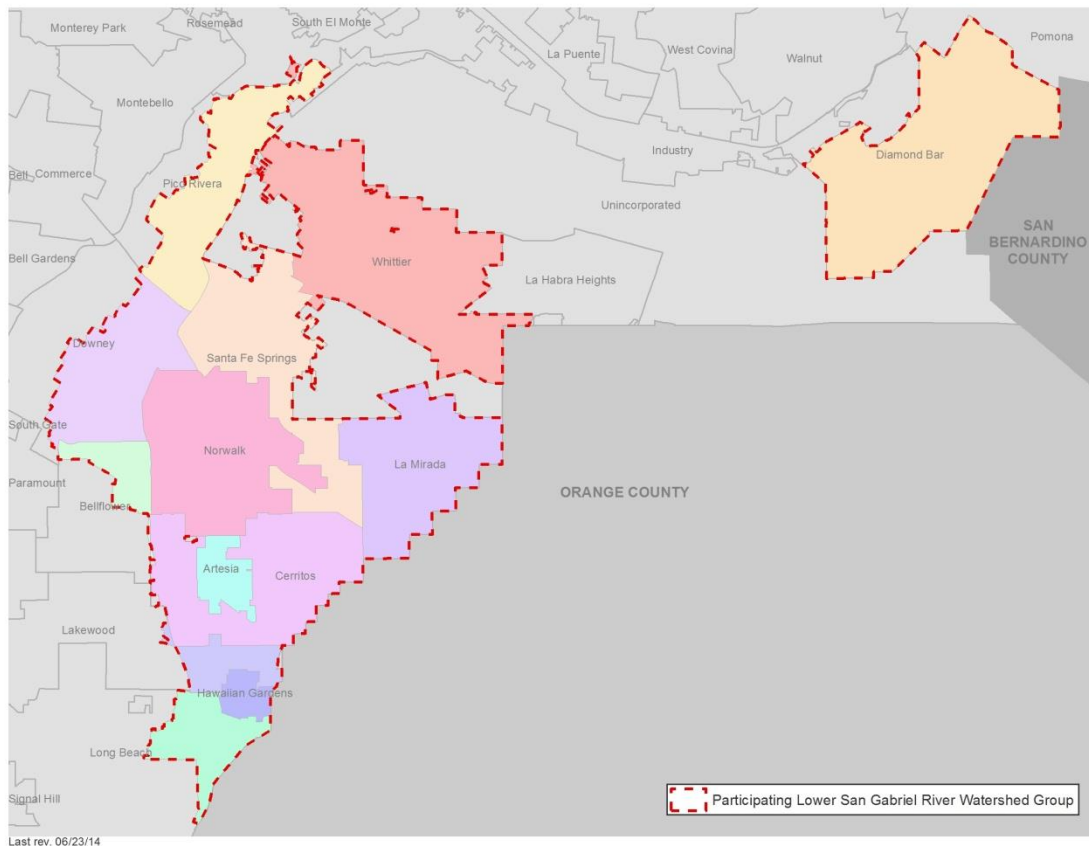 Rosemead
South El Monte
Monterey Park
Pomona
West Covina
La Puente
Walnut
Montebello
Industry
Diamond Bar
Bell
Commerce
Pico Rivera
Unincorporated
SAN
BERNARDINO
COUNTY
Bell Gardens
Whittier
La Habra Heights
Downey
Santa Fe Springs
South Gate
Norwalk
La Mirada
Paramount
ORANGE COUNTY
Bellflower
Artesia
Cerritos
Lakewood
Hawaiian Gardens
Long Beach
Signal Hill
Participating Lower San Gabriel River Watershed Group
Last rev. 06/23/14